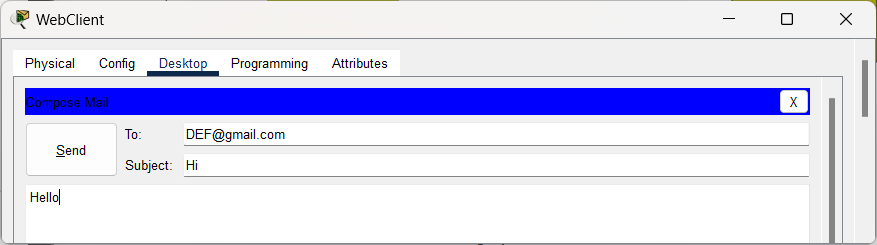 WebClient
Physical Config Desktop Programming Attributes
Compose Mail
X
Send
To: DEF@gmail.com
Subject: Hi
Hello